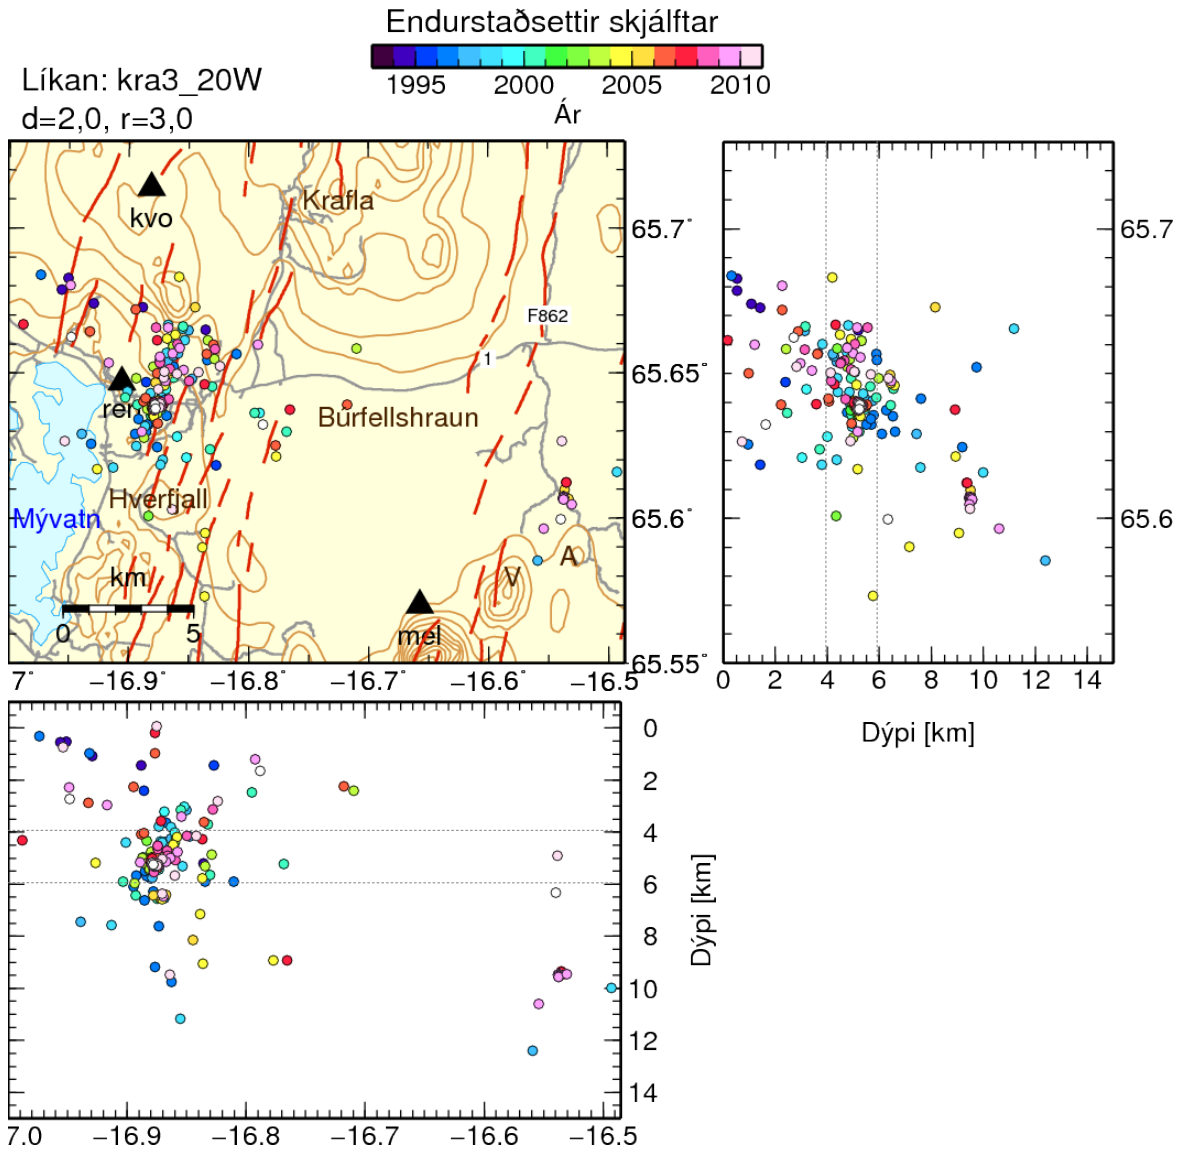 Endurstaðsettir skjálftar
1995 2000 2005 2010
Ár
Líkan: kra3_20W
d=2,0, r=3,0
kvo
Krafla
65.7°
65.7
F862
1
65.65°
65.65
ren
Búrfellshraun
Hverfjall
Mývatn
65.6°
65.6
A
V
km
0 5
mel
65.55°
7° −16.9° −16.8° −16.7° −16.6° −16.5
0 2 4 6 8 10 12 14
Dýpi [km]
0
2
4
6
8
10
12
14
Dýpi [km]
7.0 −16.9 −16.8 −16.7 −16.6 −16.5